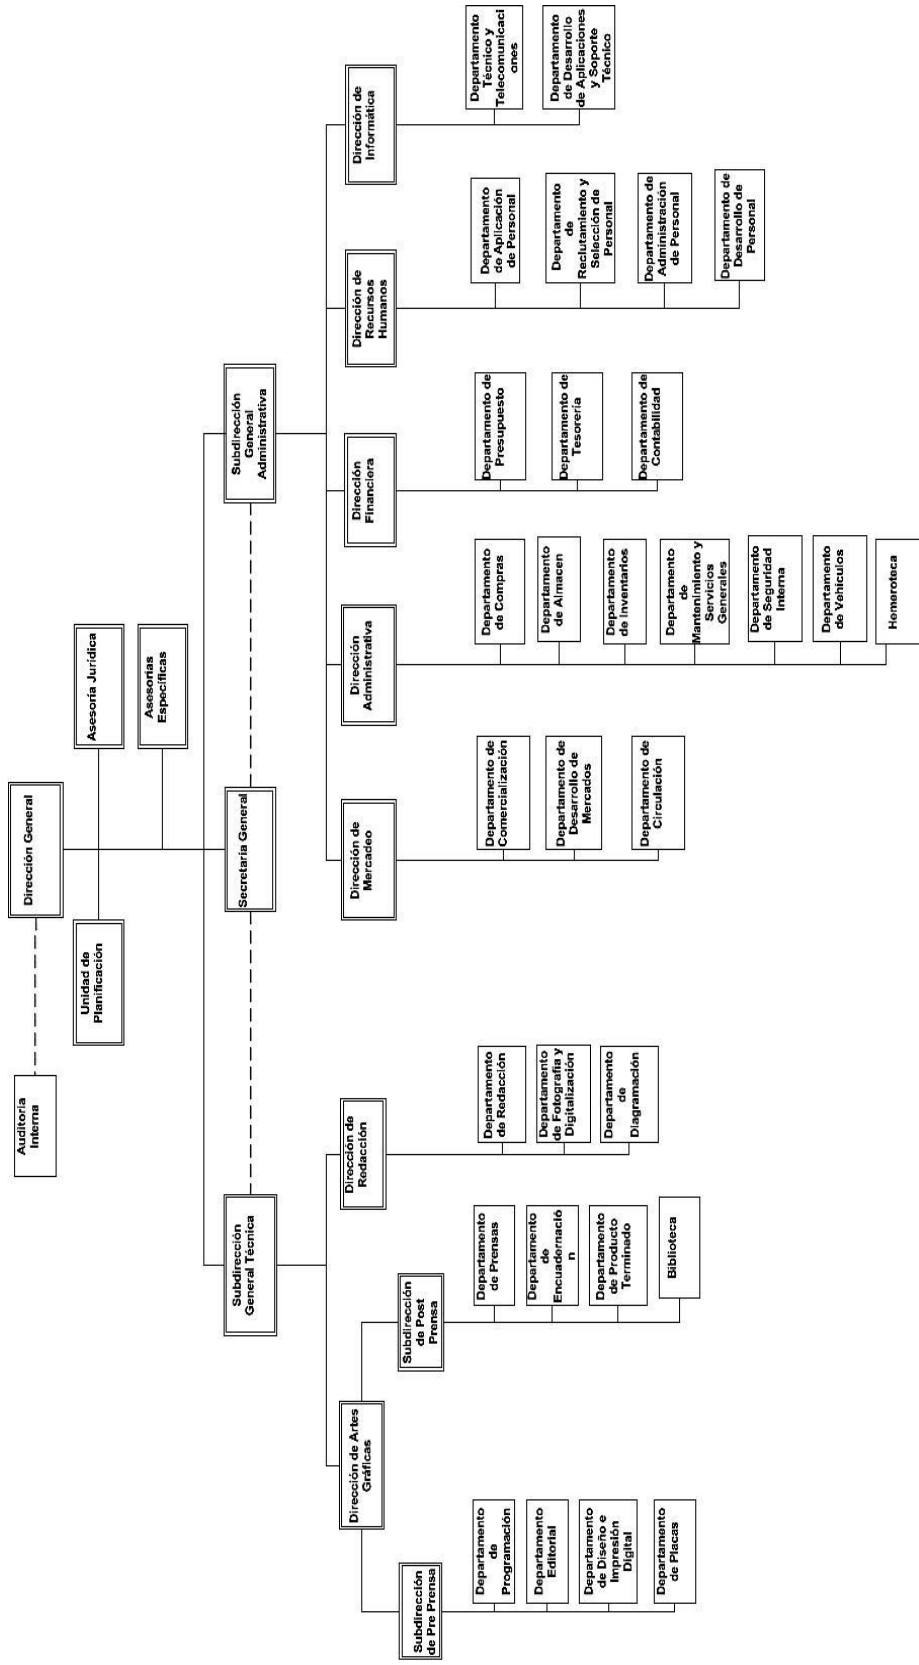 Dirección General
Auditoria
Interna
Unidad de
Planificación
Asesoría Jurídica
Asesorias
Específicas
Subdirección
General Técnica
Secretaria General
Subdirección
General
Administrativa
Dirección de Artes
Gráficas
Dirección de
Redacción
Dirección de
Mercadeo
Dirección
Administrativa
Dirección
Financiera
Dirección de
Recursos
Humanos
Dirección de
Informática
Subdirección
de Pre Prensa
Subdirección
de Post
Prensa
Departamento
de
Programación
Departamento
Editorial
Departamento
de Diseño e
Impresión
Digital
Departamento
de Placas
Departamento
de Prensas
Departamento
de
Encuadernació
n
Departamento
de Producto
Terminado
Biblioteca
Departamento
de Redacción
Departamento
de Fotografia y
Digitalización
Departamento
de
Diagramación
Departamento de
Comercialización
Departamento de
Desarrollo de
Mercados
Departamento de
Circulación
Departamento
de Compras
Departamento
de Almacen
Departamento
de Inventarios
Departamento
de
Mantenimiento y
Servicios
Generales
Departamento
de Seguridad
Interna
Departamento
de Vehiculos
Hemeroteca
Departamento de
Presupuesto
Departamento de
Tesorería
Departamento de
Contabilidad
Departamento
de Aplicación
de Personal
Departamento
de
Reclutamiento y
Selección de
Personal
Departamento de
Administración
de Personal
Departamento de
Desarrollo de
Personal
Departamento
Técnico y
Telecomunicaci
ones
Departamento
de Desarrollo
de Aplicaciones
y Soporte
Técnico